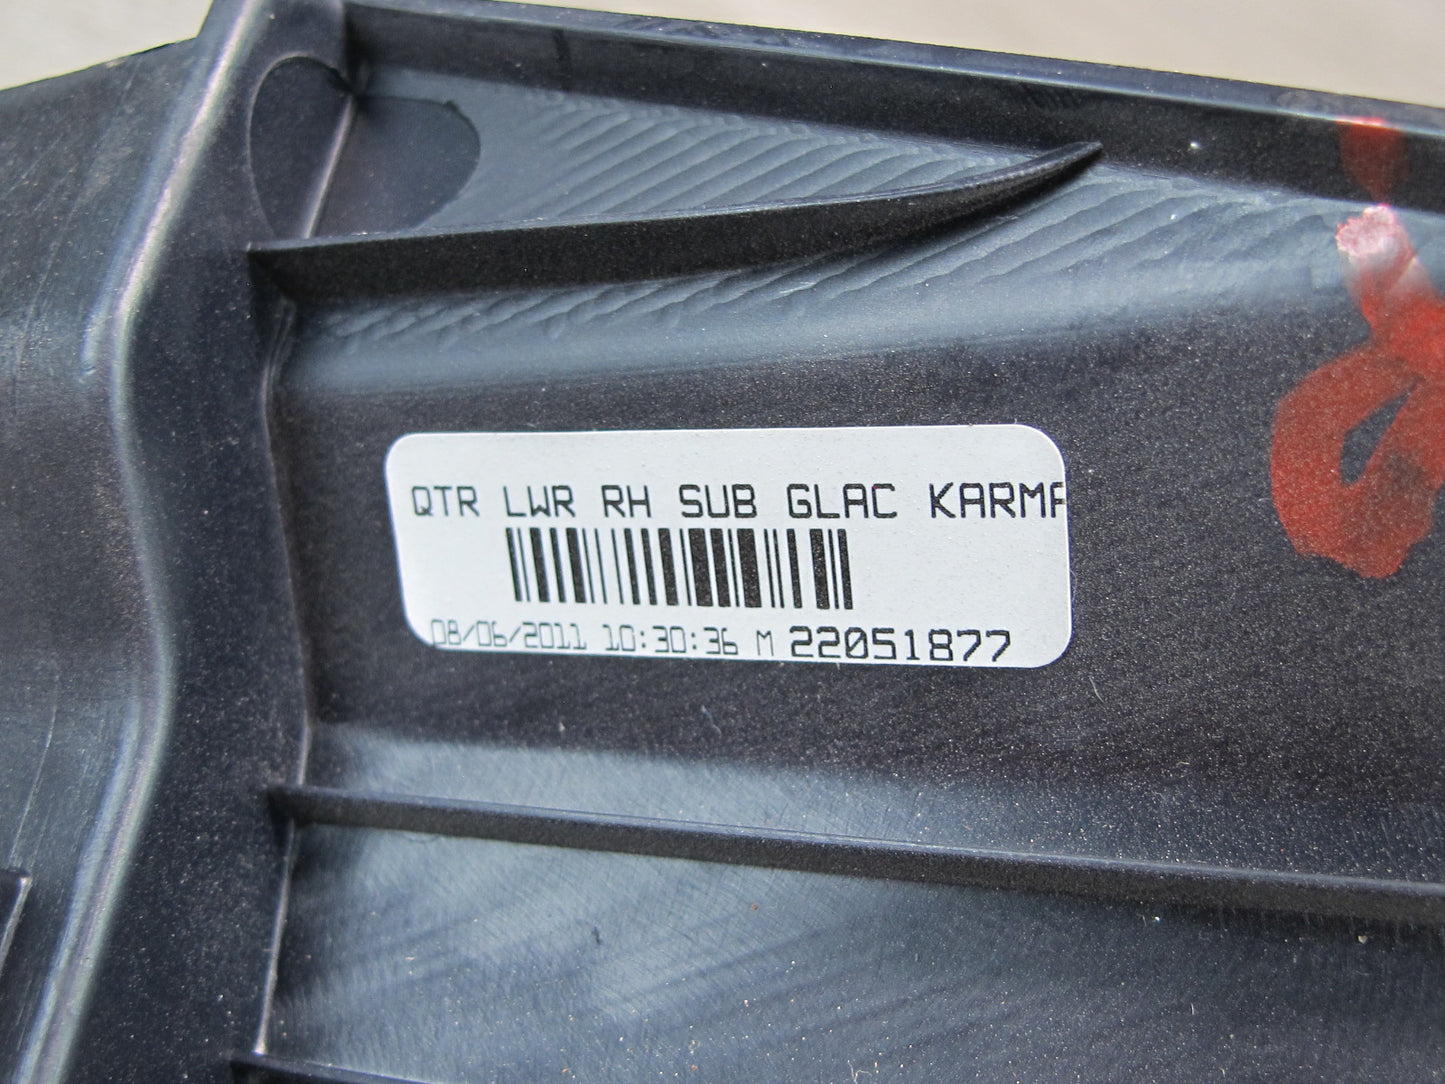 QTR LWR RH SUB GLAC KARMA
08/06/2011 10:30:36 M 22051877